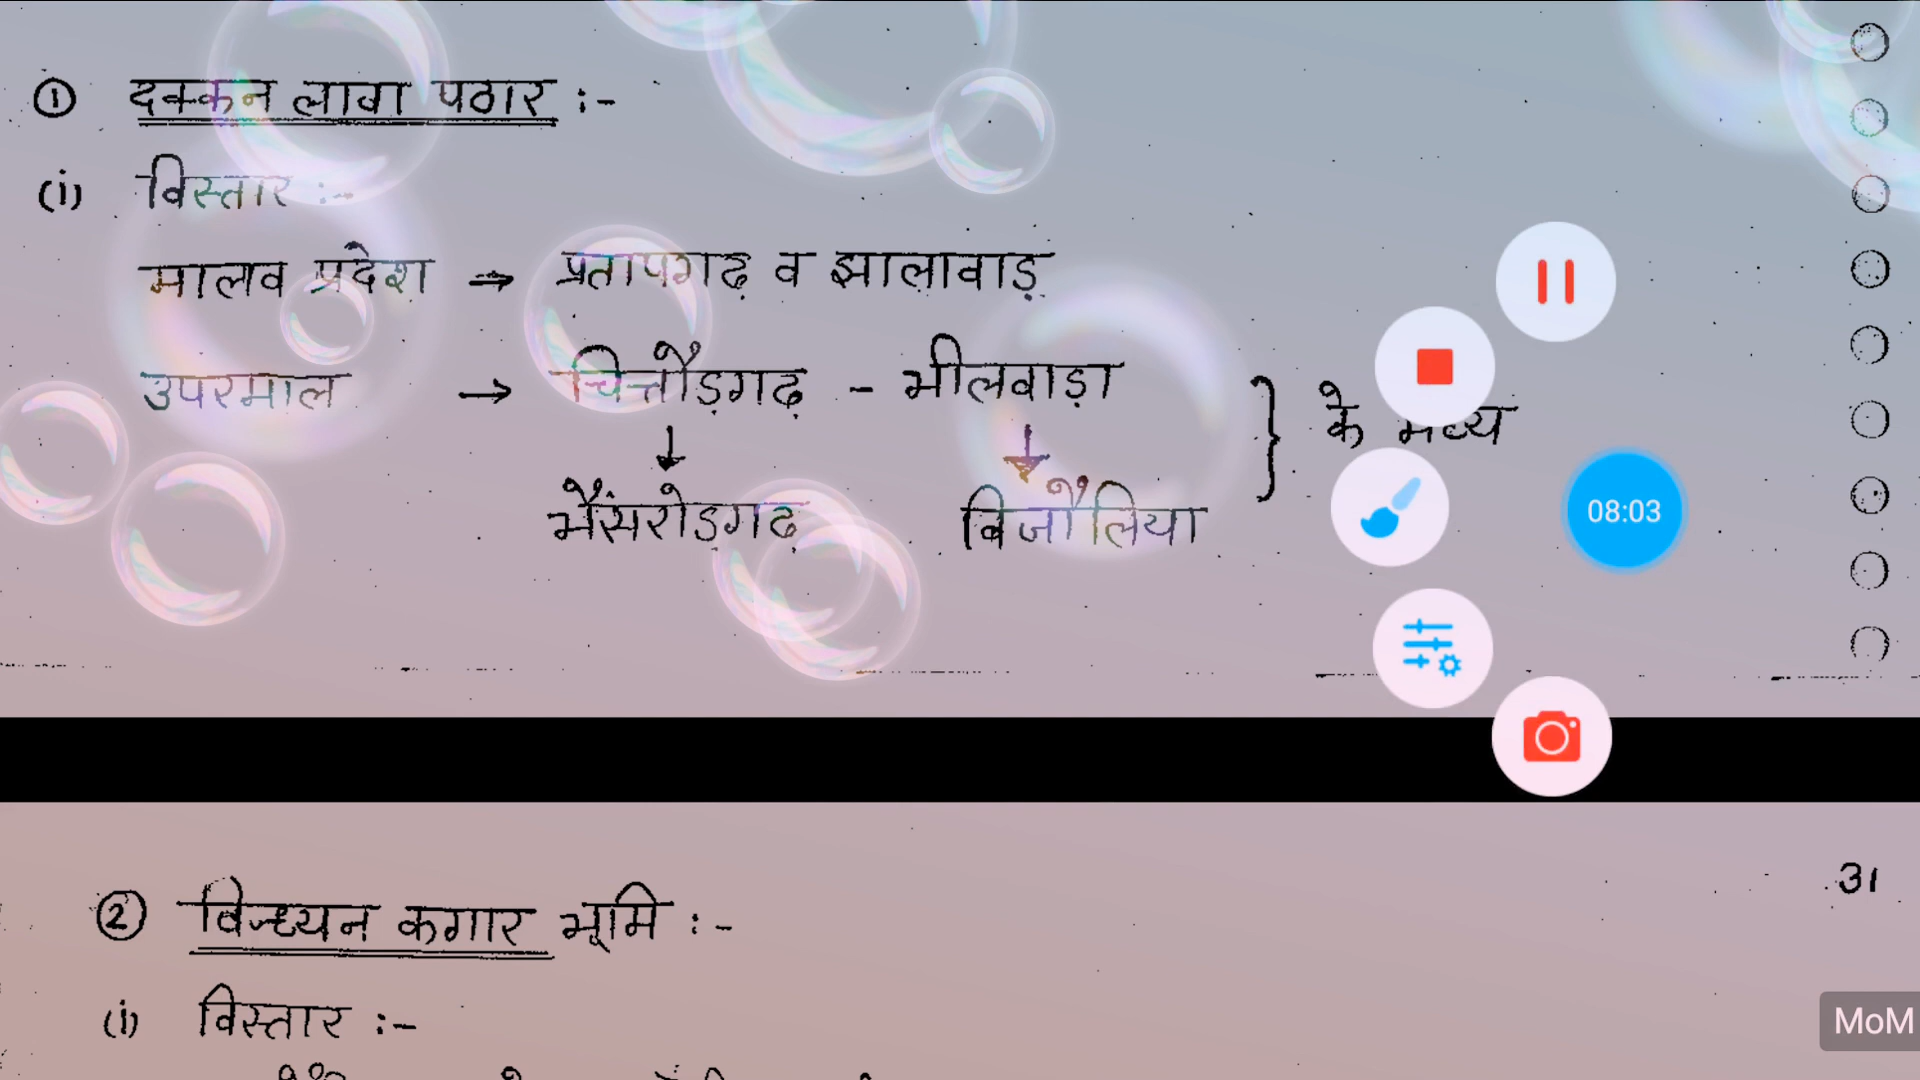 ① दक्कन लावा पठार :-
(i) विस्तार :-
मालव प्रदेश ⇒ प्रतापगढ़ व झालावाड़
उपरमाल → चित्तौड़गढ़ - भीलवाड़ा } के मध्य
↓ ↓
भैंसरोड़गढ़ बिजौलिया
08:03
31
② विन्ध्यन कगार भूमि :-
(i) विस्तार :-
MoM